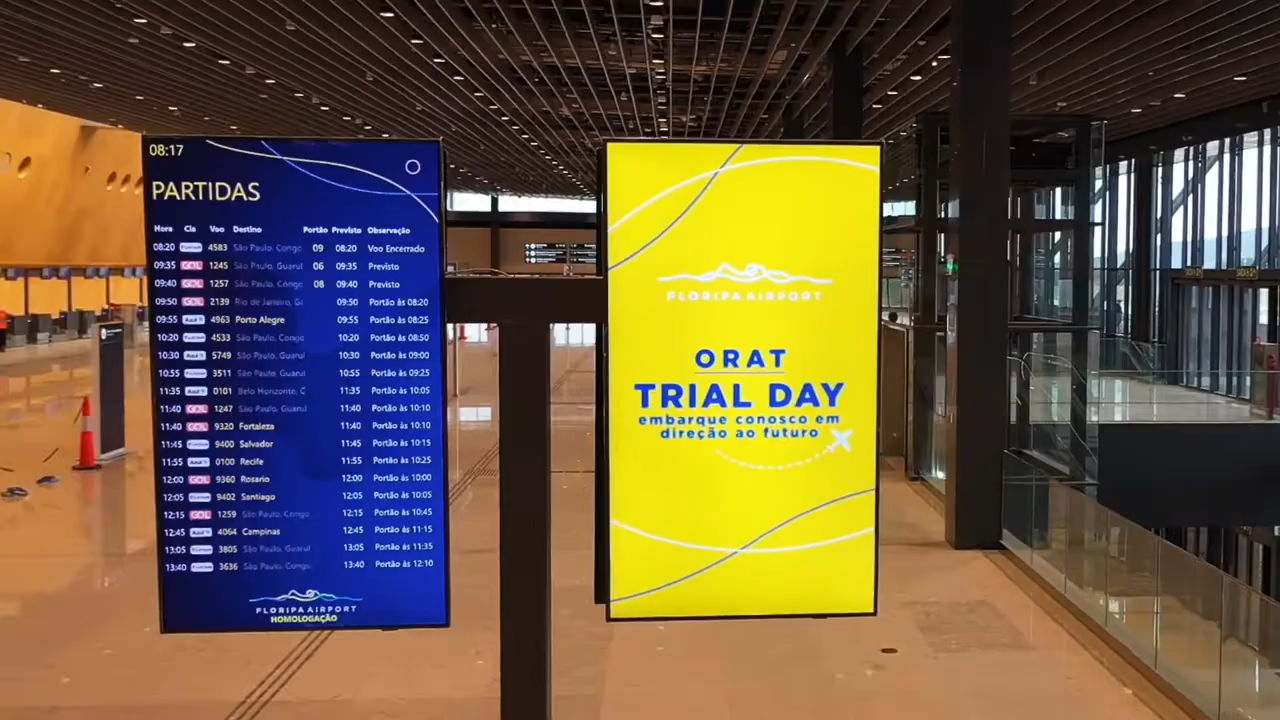 08:17
PARTIDAS
Hora Cia Voo Destino Portão Previsto Observação
08:20 4583 São Paulo, Congo 09 08:20 Voo Encerrado
09:35 GOL 1245 São Paulo, Guarul 06 09:35 Previsto
09:40 GOL 1257 São Paulo, Guarul 08 09:40 Previsto
09:50 GOL 2139 Rio de Janeiro, G 09:50 Portão às 08:20
09:55 Azul 4963 Porto Alegre 09:55 Portão às 08:25
10:20 4533 São Paulo, Congo 10:20 Portão às 08:50
10:30 Azul 5749 São Paulo, Guarul 10:30 Portão às 09:00
10:55 3511 São Paulo, Guarul 10:55 Portão às 09:25
11:35 Azul 0101 Belo Horizonte, C 11:35 Portão às 10:05
11:40 GOL 1247 São Paulo, Guarul 11:40 Portão às 10:10
11:40 GOL 9320 Fortaleza 11:40 Portão às 10:10
11:45 9400 Salvador 11:45 Portão às 10:15
11:55 Azul 0100 Recife 11:55 Portão às 10:25
12:00 GOL 9360 Rosario 12:00 Portão às 10:00
12:05 9402 Santiago 12:05 Portão às 10:05
12:15 GOL 1259 São Paulo, Congo 12:15 Portão às 10:45
12:45 Azul 4064 Campinas 12:45 Portão às 11:15
13:05 3805 São Paulo, Guarul 13:05 Portão às 11:35
13:40 3636 São Paulo, Congo 13:40 Portão às 12:10
FLORIPA AIRPORT
HOMOLOGAÇÃO
FLORIPA AIRPORT
ORAT
TRIAL DAY
embarque conosco em
direção ao futuro